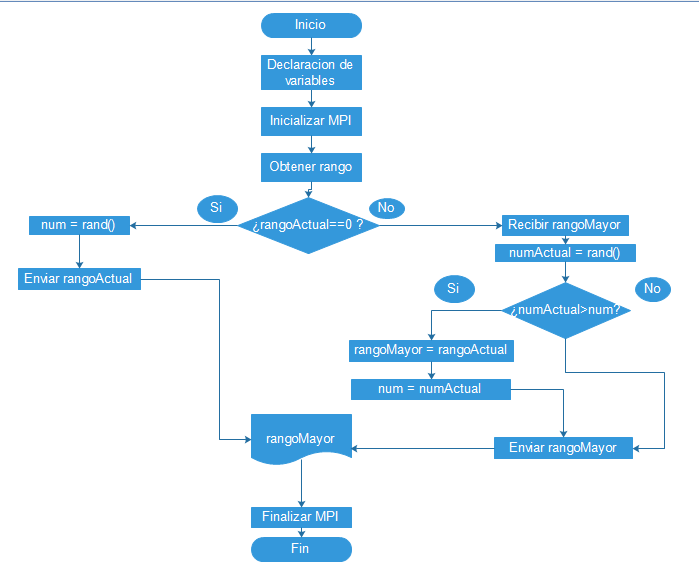 Inicio
Declaracion de
variables
Inicializar MPI
Obtener rango
Si
¿rangoActual==0 ?
No
num = rand()
Enviar rangoActual
Recibir rangoMayor
numActual = rand()
Si
¿numActual>num?
No
rangoMayor = rangoActual
num = numActual
rangoMayor
Enviar rangoMayor
Finalizar MPI
Fin